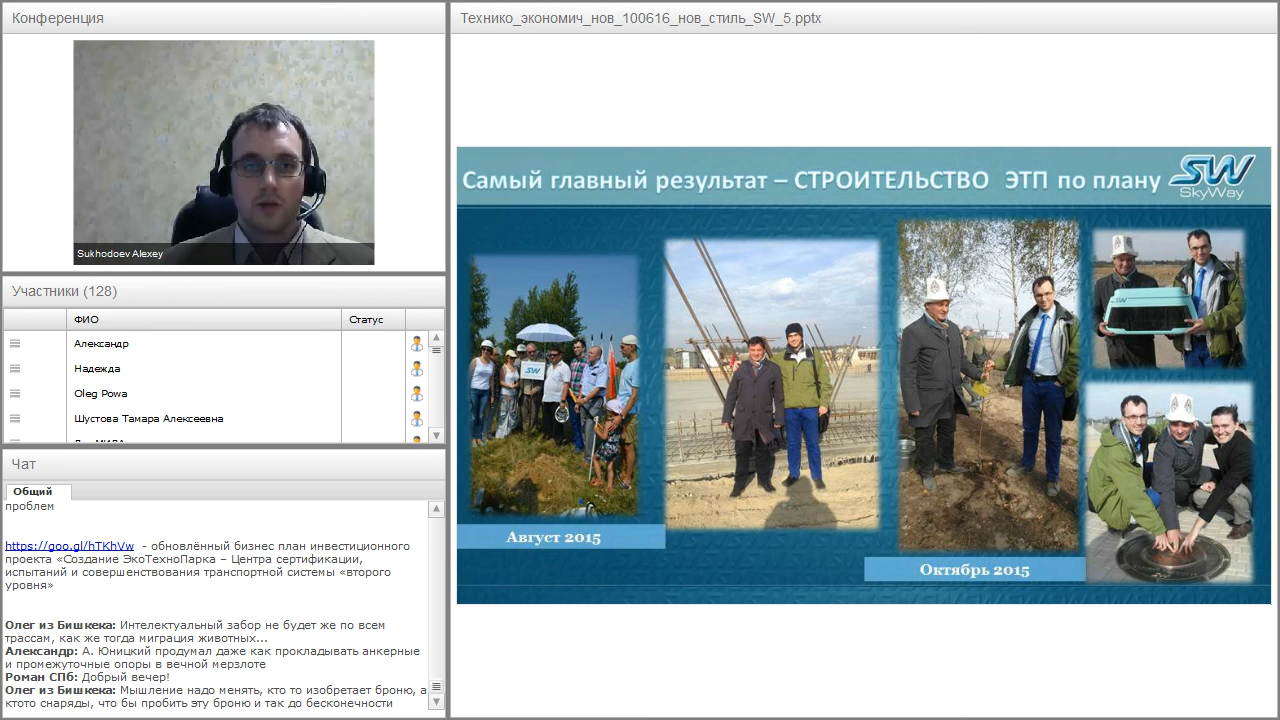 Конференция
Sukhodoev Alexey
Участники (128)
ФИО
Статус
Александр
Надежда
Oleg Powa
Шустова Тамара Алексеевна
Чат
Общий
проблем
https://goo.gl/hTKhVw - обновлённый бизнес план инвестиционного
проекта «Создание ЭкоТехноПарка – Центра сертификации,
испытаний и совершенствования транспортной системы «второго
уровня»
Олег из Бишкека: Интелектуальный забор не будет же по всем
трассам, как же тогда миграция животных...
Александр: А. Юницкий продумал даже как прокладывать анкерные
и промежуточные опоры в вечной мерзлоте
Роман СПб: Добрый вечер!
Олег из Бишкека: Мышление надо менять, кто то изобретает броню, а
ктото снаряды, что бы пробить эту броню и так до бесконечности
Технико_экономич_нов_100616_нов_стиль_SW_5.pptx
Самый главный результат – СТРОИТЕЛЬСТВО ЭТП по плану
SW
SkyWay
SW
SW
Август 2015
Октябрь 2015